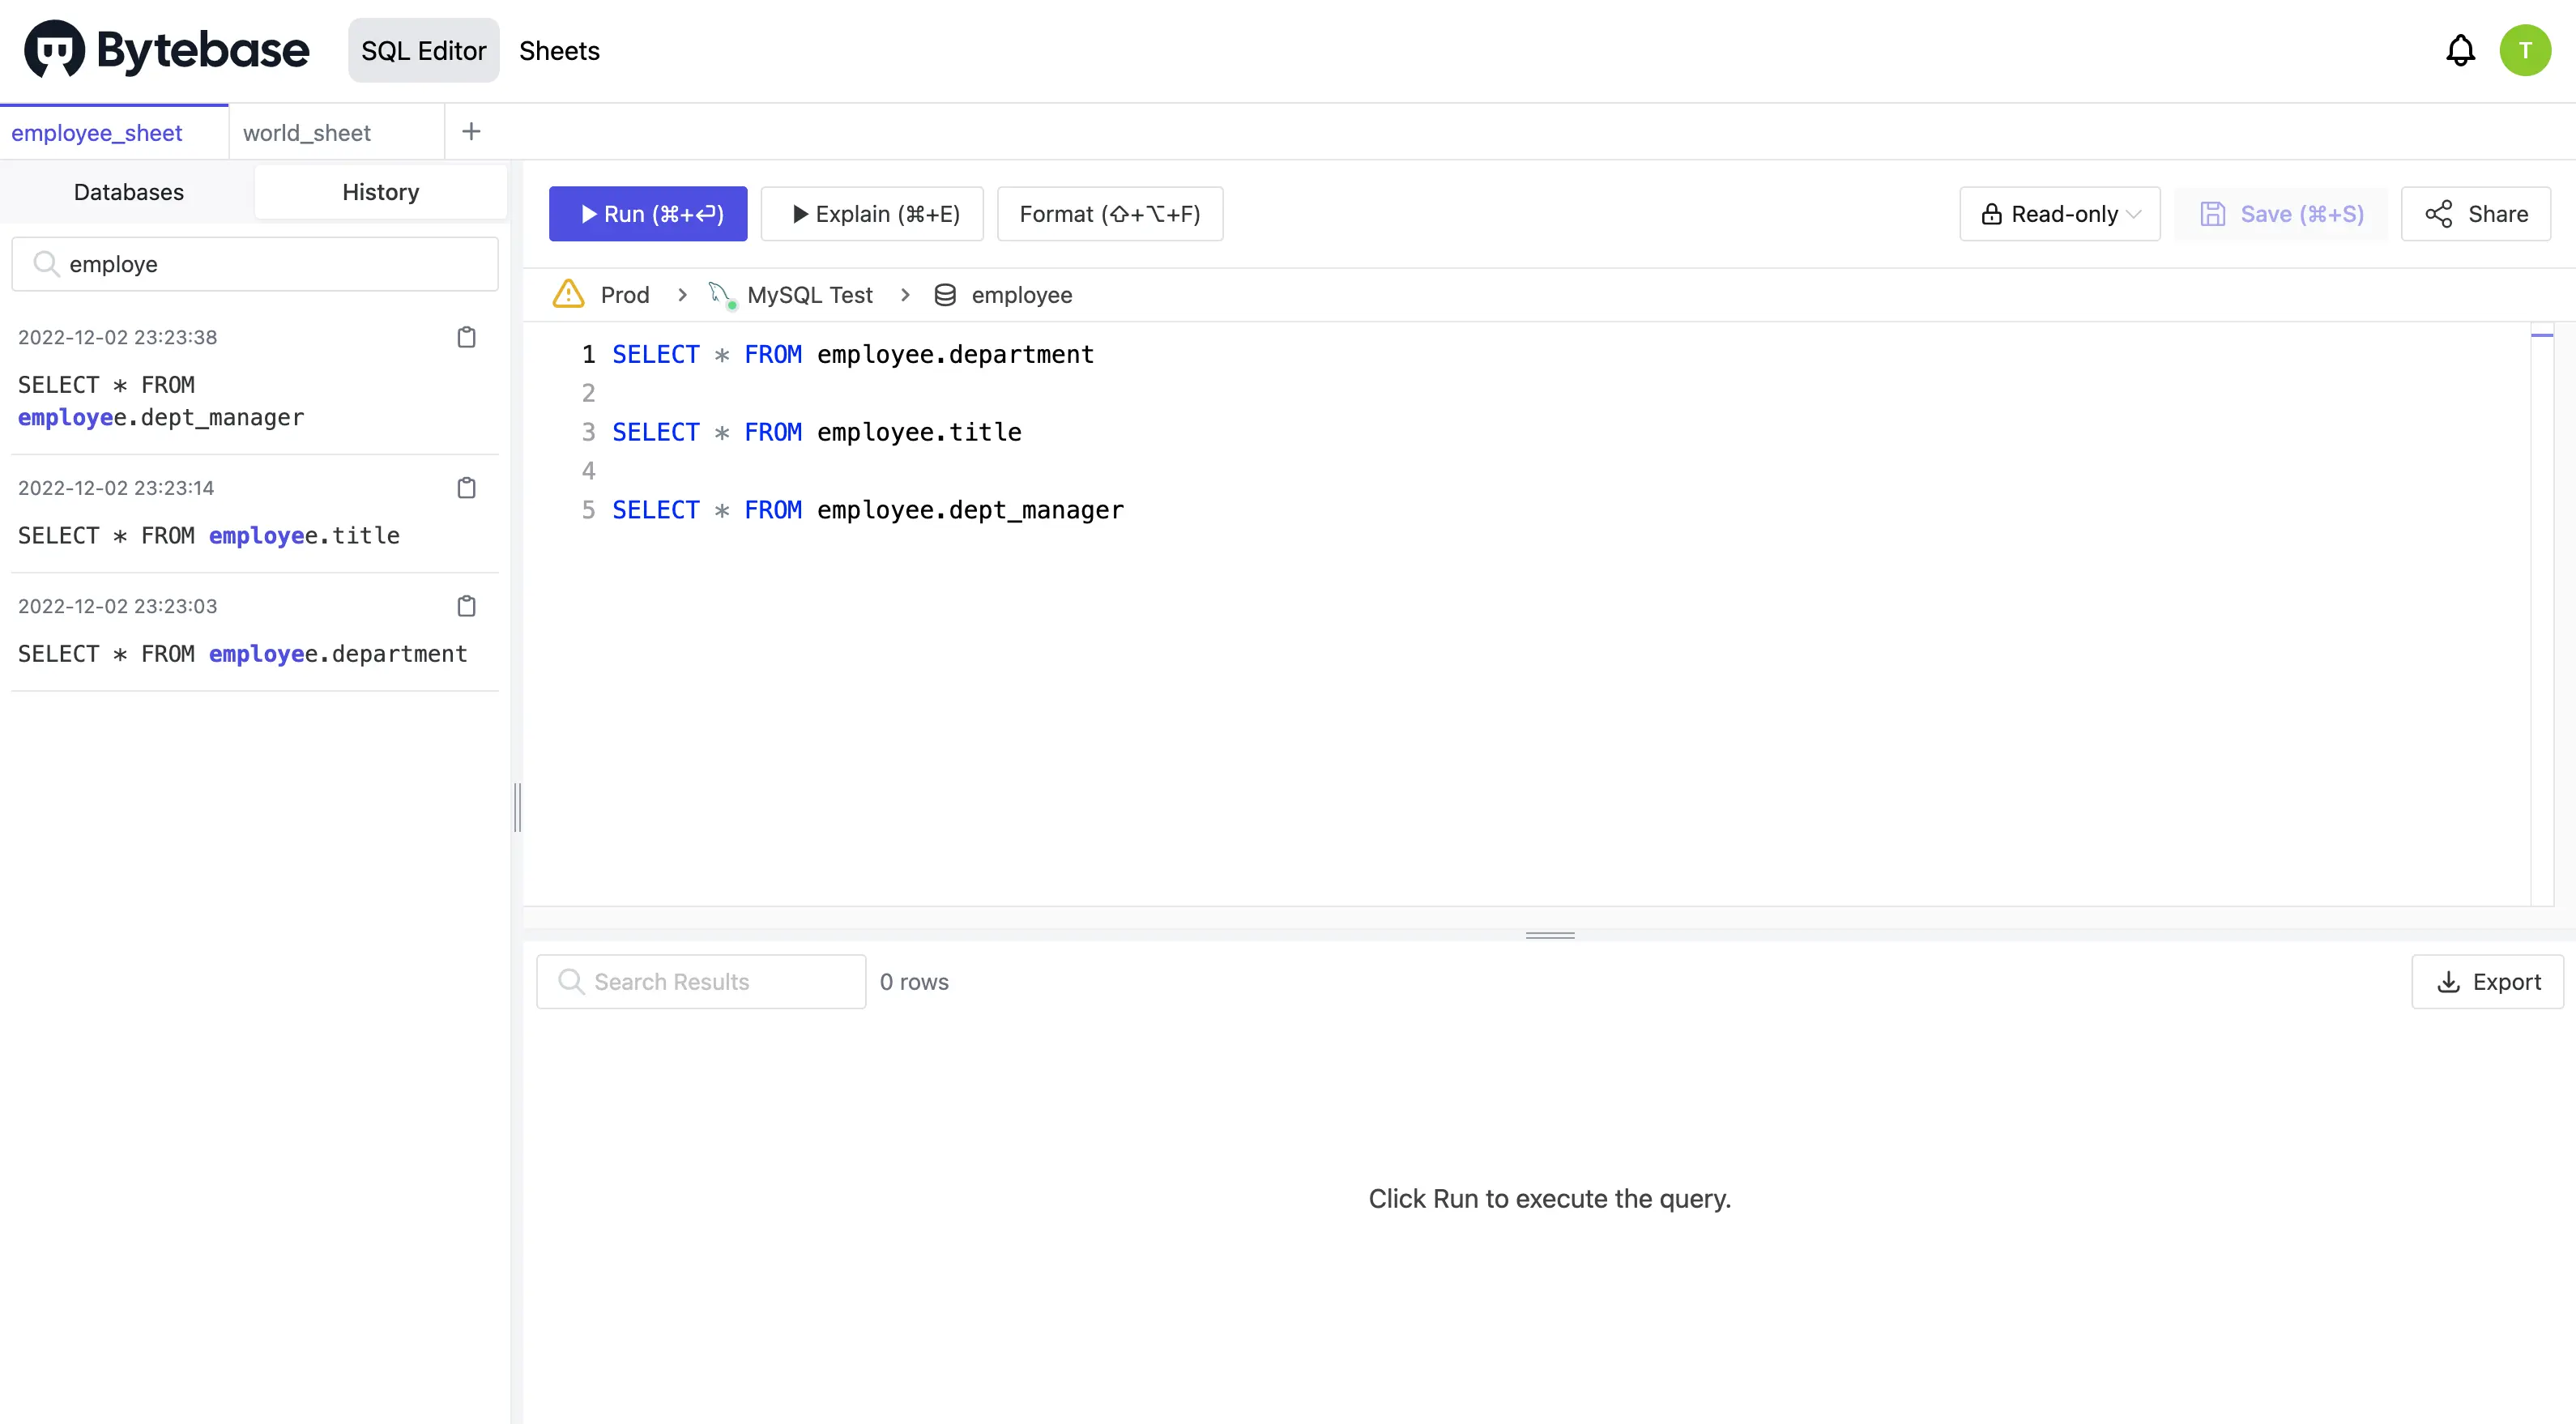 Bytebase SQL Editor Sheets T
employee_sheet world_sheet +
Databases History
employe
2022-12-02 23:23:38
SELECT * FROM
employee.dept_manager
2022-12-02 23:23:14
SELECT * FROM employee.title
2022-12-02 23:23:03
SELECT * FROM employee.department
Run (⌘+⏎) Explain (⌘+E) Format (⇧+⌥+F) Read-only Save (⌘+S) Share
Prod > MySQL Test > employee
1 SELECT * FROM employee.department
2
3 SELECT * FROM employee.title
4
5 SELECT * FROM employee.dept_manager
Search Results 0 rows Export
Click Run to execute the query.